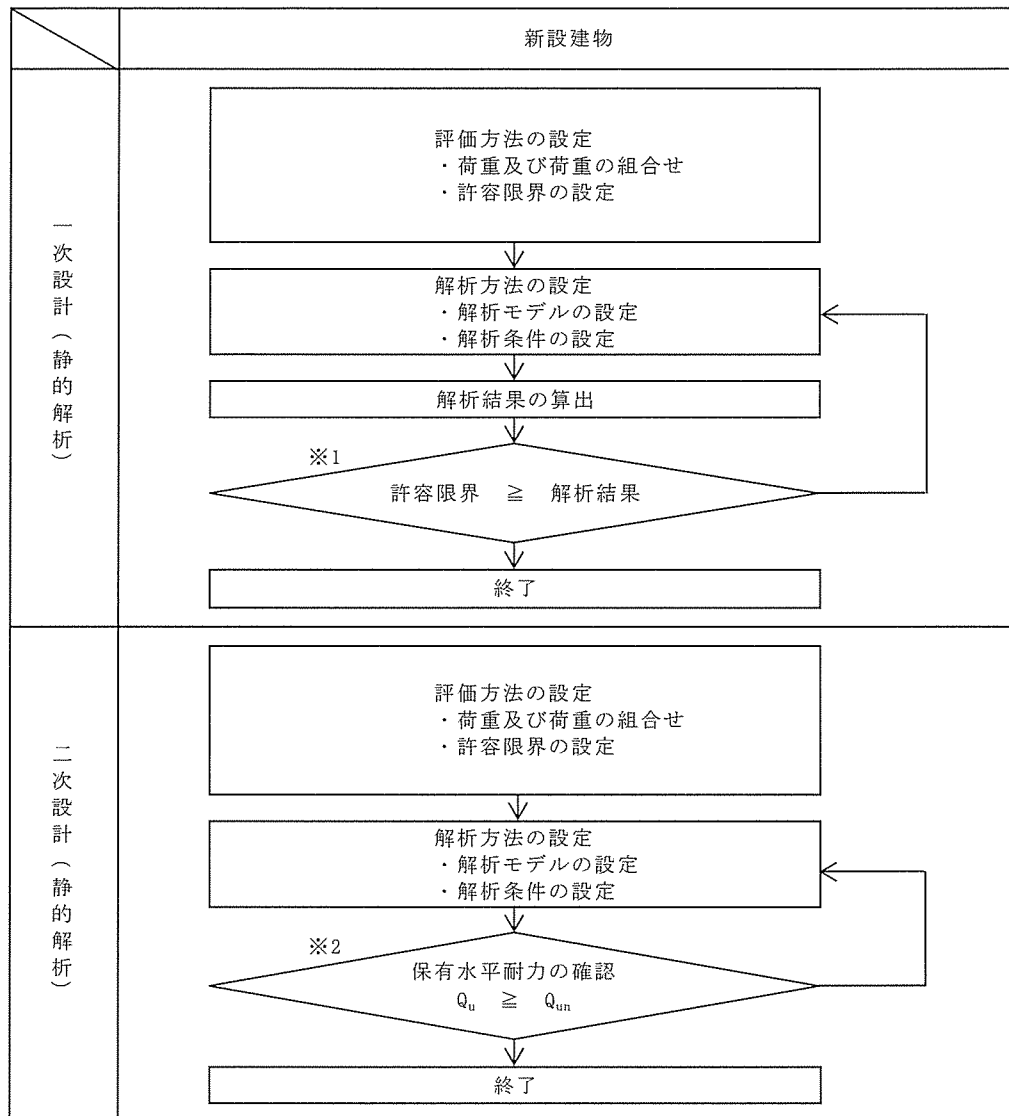 新設建物
一次設計（静的解析）
評価方法の設定
・荷重及び荷重の組合せ
・許容限界の設定
解析方法の設定
・解析モデルの設定
・解析条件の設定
解析結果の算出
※1
許容限界 ≧ 解析結果
終了
二次設計（静的解析）
評価方法の設定
・荷重及び荷重の組合せ
・許容限界の設定
解析方法の設定
・解析モデルの設定
・解析条件の設定
※2
保有水平耐力の確認
Qu ≧ Qun
終了